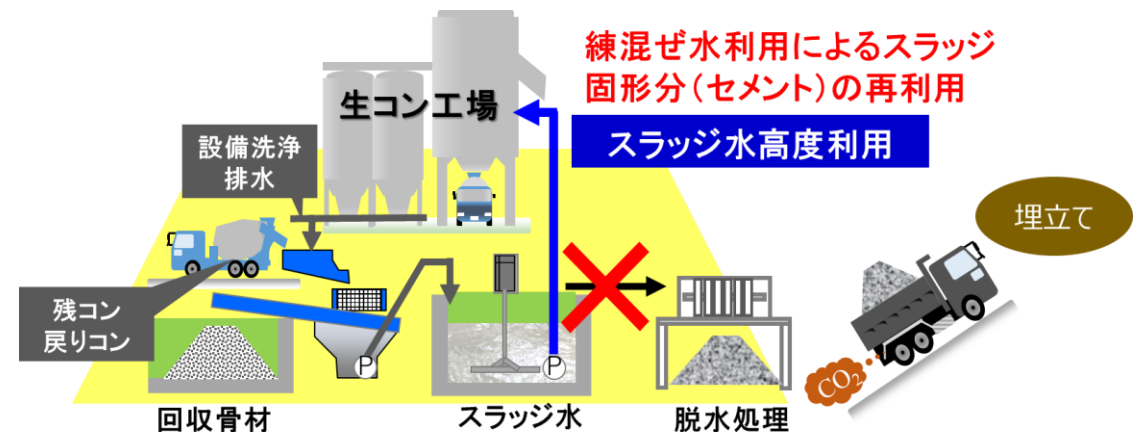 練混ぜ水利用によるスラッジ
固形分（セメント）の再利用
生コン工場
スラッジ水高度利用
設備洗浄
排水
埋立て
残コン
戻りコン
P
P
CO₂
回収骨材
スラッジ水
脱水処理